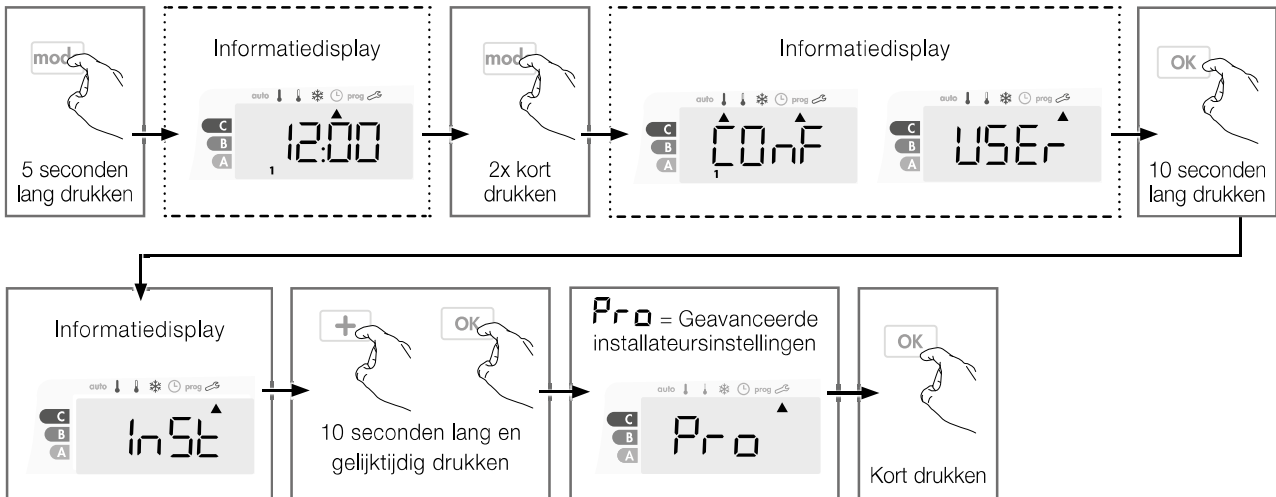 mod
5 seconden
lang drukken
Informatiedisplay
auto prog
C
B
A
12:00
1
mod
2x kort
drukken
Informatiedisplay
auto prog
C
B
A
COnF
1
auto prog
C
B
A
USEr
OK
10 seconden
lang drukken
Informatiedisplay
auto prog
C
B
A
InSt
+
OK
10 seconden lang en
gelijktijdig drukken
Pro = Geavanceerde
installateursinstellingen
auto prog
C
B
A
Pro
OK
Kort drukken